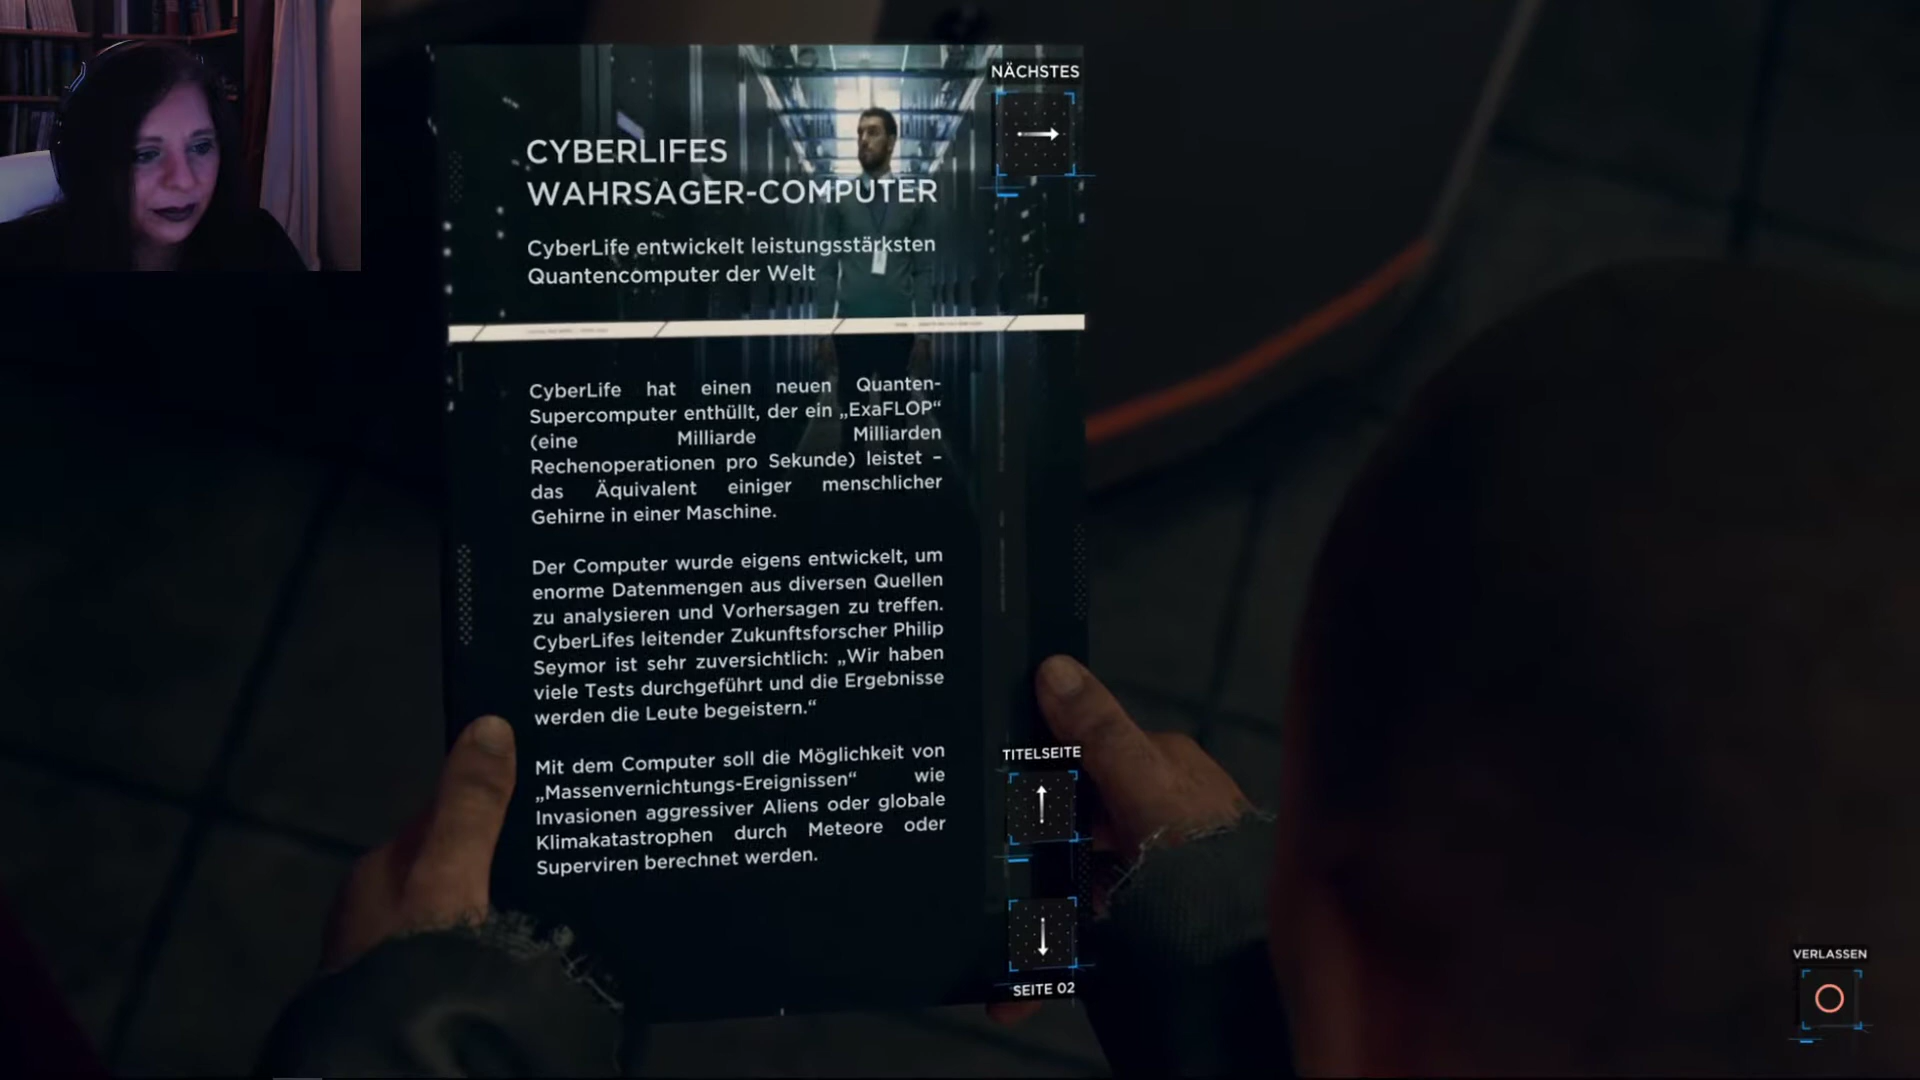 NÄCHSTES
CYBERLIFES
WAHRSAGER-COMPUTER
CyberLife entwickelt leistungsstärksten
Quantencomputer der Welt
CyberLife hat einen neuen Quanten-
Supercomputer enthüllt, der ein „ExaFLOP“
(eine Milliarde Milliarden
Rechenoperationen pro Sekunde) leistet –
das Äquivalent einiger menschlicher
Gehirne in einer Maschine.
Der Computer wurde eigens entwickelt, um
enorme Datenmengen aus diversen Quellen
zu analysieren und Vorhersagen zu treffen.
CyberLifes leitender Zukunftsforscher Philip
Seymor ist sehr zuversichtlich: „Wir haben
viele Tests durchgeführt und die Ergebnisse
werden die Leute begeistern.“
Mit dem Computer soll die Möglichkeit von
„Massenvernichtungs-Ereignissen“ wie
Invasionen aggressiver Aliens oder globale
Klimakatastrophen durch Meteore oder
Superviren berechnet werden.
TITELSEITE
SEITE 02
VERLASSEN